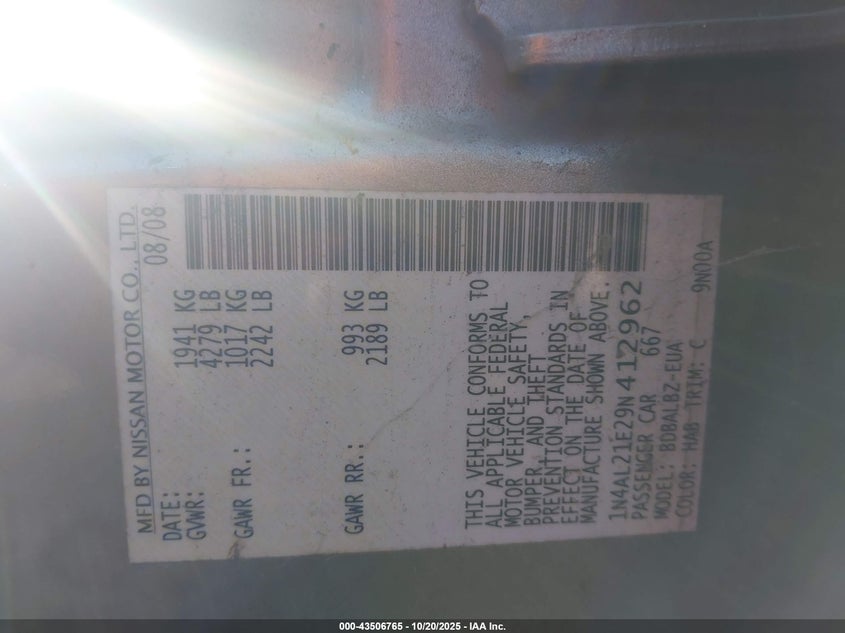 MFD BY NISSAN MOTOR CO., LTD.
DATE: 08/08
GVWR: 1941 KG
4279 LB
GAWR FR.: 1017 KG
2242 LB
GAWR RR.: 993 KG
2189 LB
THIS VEHICLE CONFORMS TO
ALL APPLICABLE FEDERAL
MOTOR VEHICLE SAFETY,
BUMPER, AND THEFT
PREVENTION STANDARDS IN
EFFECT ON THE DATE OF
MANUFACTURE SHOWN ABOVE.
1N4AL21E29N412962
PASSENGER CAR 667
MODEL: BDBALBZ-EUA
COLOR: HAB TRIM: C 9N00A
000-43506765 - 10/20/2025 - IAA Inc.